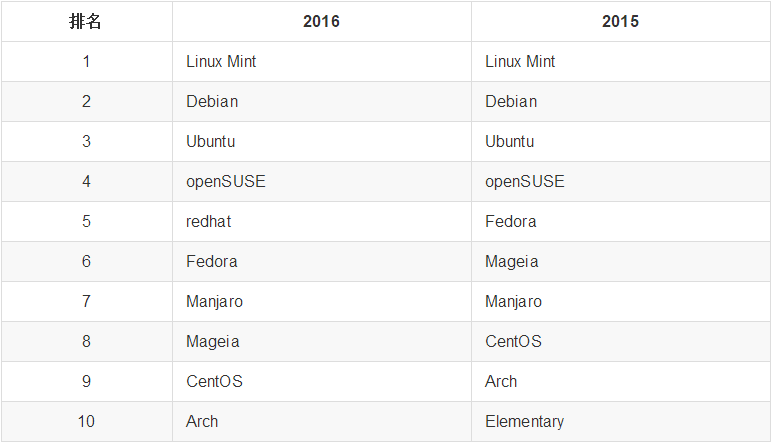 排名 2016 2015
1 Linux Mint Linux Mint
2 Debian Debian
3 Ubuntu Ubuntu
4 openSUSE openSUSE
5 redhat Fedora
6 Fedora Mageia
7 Manjaro Manjaro
8 Mageia CentOS
9 CentOS Arch
10 Arch Elementary